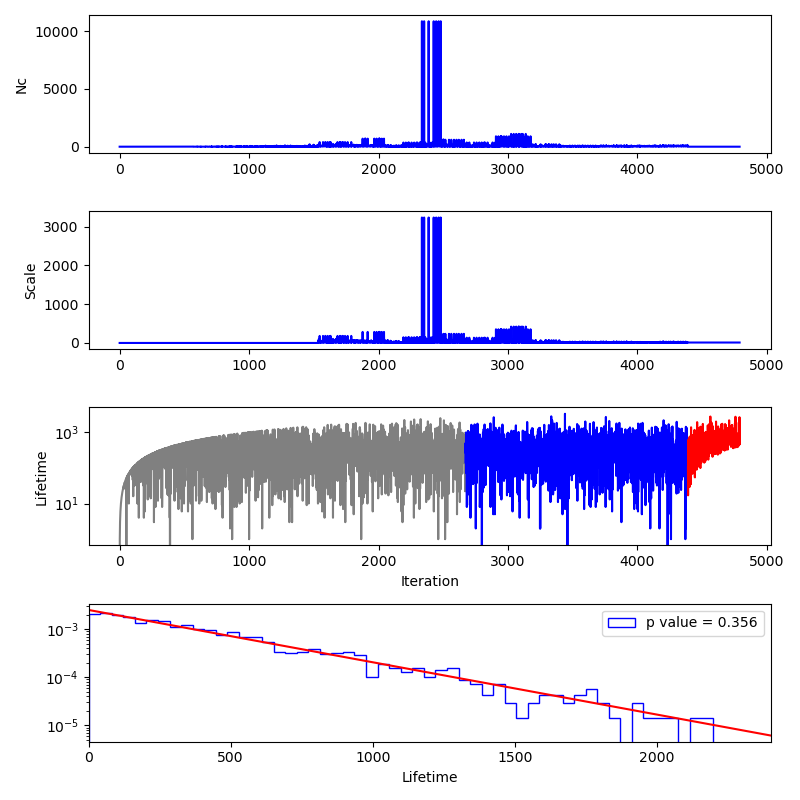 10000
5000
0
Nc
0 1000 2000 3000 4000 5000
3000
2000
1000
0
Scale
0 1000 2000 3000 4000 5000
10³
10¹
Lifetime
0 1000 2000 3000 4000 5000
Iteration
p value = 0.356
10⁻³
10⁻⁴
10⁻⁵
0 500 1000 1500 2000
Lifetime